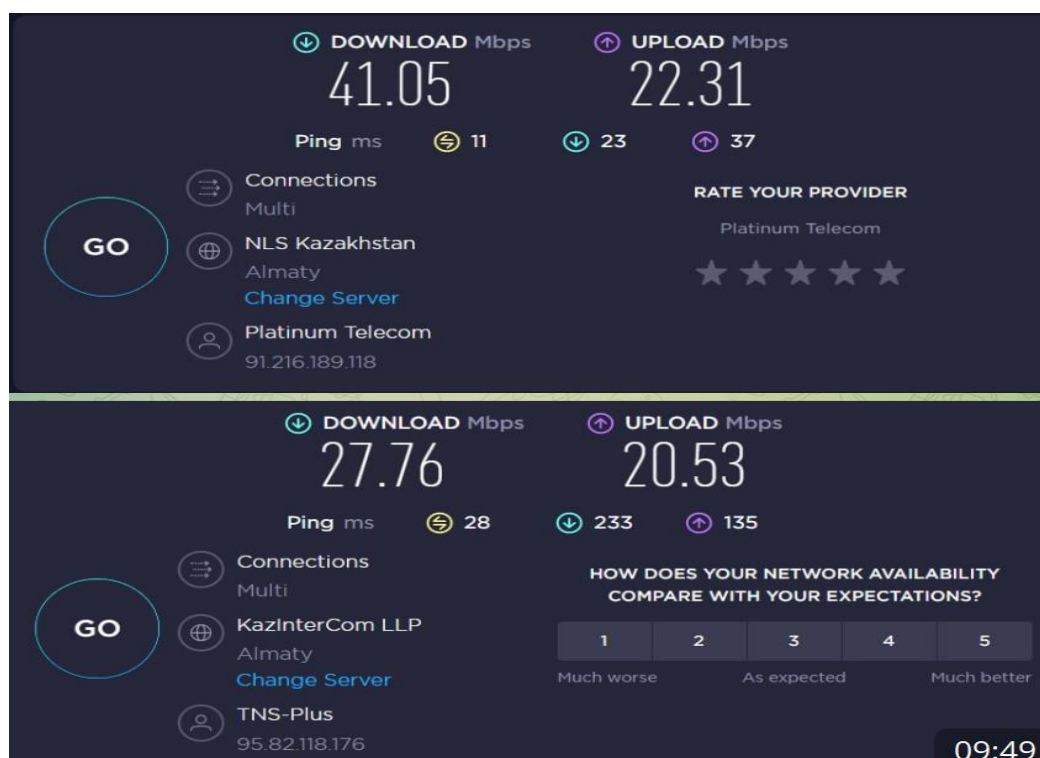 DOWNLOAD Mbps UPLOAD Mbps
41.05 22.31
Ping ms 11 23 37
Connections
Multi
RATE YOUR PROVIDER
Platinum Telecom
GO
NLS Kazakhstan
Almaty
Change Server
Platinum Telecom
91.216.189.118
DOWNLOAD Mbps UPLOAD Mbps
27.76 20.53
Ping ms 28 233 135
Connections
Multi
HOW DOES YOUR NETWORK AVAILABILITY
COMPARE WITH YOUR EXPECTATIONS?
1 2 3 4 5
Much worse As expected Much better
GO
KazInterCom LLP
Almaty
Change Server
TNS-Plus
95.82.118.176
09:49